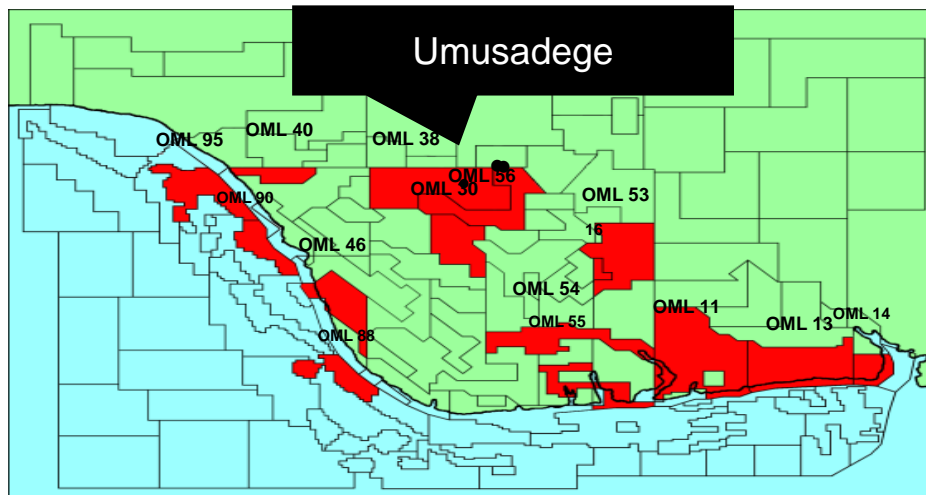 Umusadege
OML 95
OML 40
OML 38
OML 56
OML 30
OML 53
OML 90
16
OML 46
OML 54
OML 55
OML 11
OML 13
OML 14
OML 88